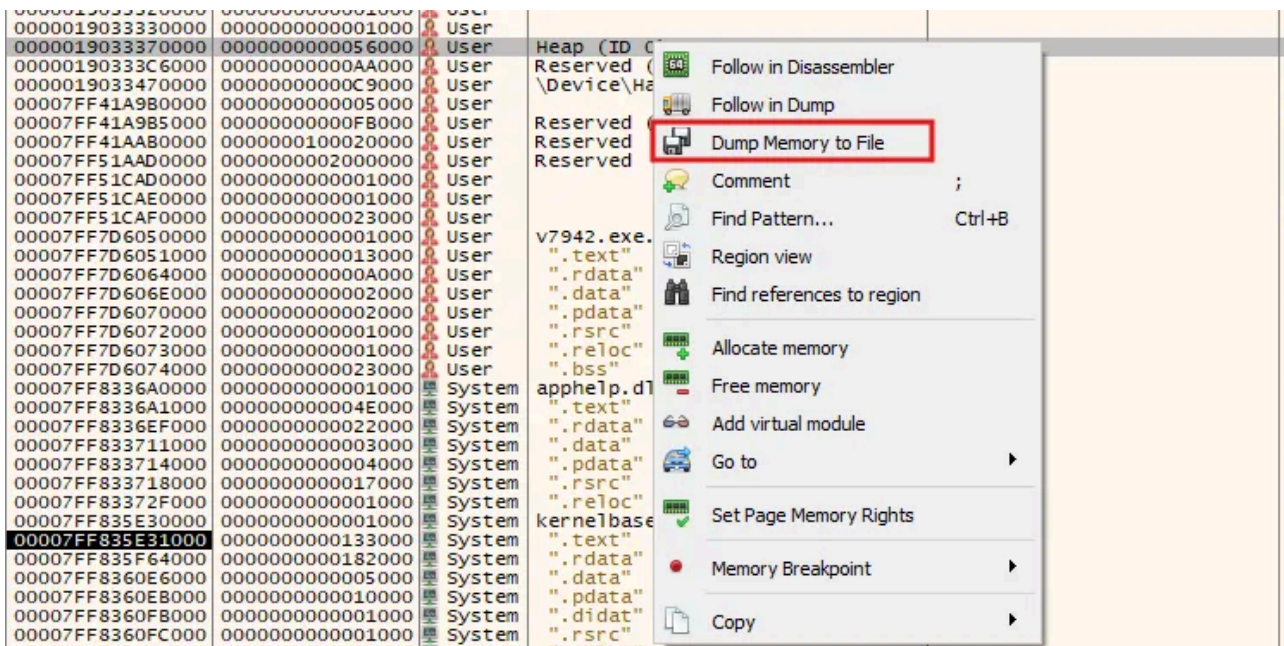 0000019033330000 0000000000001000 User
0000019033370000 0000000000056000 User Heap (ID
00000190333C6000 00000000000AA000 User Reserved (
0000019033470000 00000000000C9000 User \Device\Ha
00007FF41A9B0000 0000000000005000 User
00007FF41A9B5000 00000000000FB000 User Reserved
00007FF41AAB0000 0000000100020000 User Reserved
00007FF51AAD0000 0000000002000000 User Reserved
00007FF51CAD0000 0000000000001000 User
00007FF51CAE0000 0000000000001000 User
00007FF51CAF0000 0000000000023000 User
00007FF7D6050000 0000000000001000 User v7942.exe.
00007FF7D6051000 0000000000013000 User ".text"
00007FF7D6064000 000000000000A000 User ".rdata"
00007FF7D606E000 0000000000002000 User ".data"
00007FF7D6070000 0000000000002000 User ".pdata"
00007FF7D6072000 0000000000001000 User ".rsrc"
00007FF7D6073000 0000000000001000 User ".reloc"
00007FF7D6074000 0000000000023000 User ".bss"
00007FF8336A0000 0000000000001000 System apphelp.dl
00007FF8336A1000 000000000004E000 System ".text"
00007FF8336EF000 0000000000022000 System ".rdata"
00007FF833711000 0000000000003000 System ".data"
00007FF833714000 0000000000004000 System ".pdata"
00007FF833718000 0000000000017000 System ".rsrc"
00007FF83372F000 0000000000001000 System ".reloc"
00007FF835E30000 0000000000001000 System kernelbase
00007FF835E31000 0000000000133000 System ".text"
00007FF835F64000 0000000000182000 System ".rdata"
00007FF8360E6000 0000000000005000 System ".data"
00007FF8360EB000 0000000000010000 System ".pdata"
00007FF8360FB000 0000000000001000 System ".didat"
00007FF8360FC000 0000000000001000 System ".rsrc"
64
Follow in Disassembler
Follow in Dump
Dump Memory to File
Comment ;
Find Pattern... Ctrl+B
Region view
Find references to region
Allocate memory
Free memory
Add virtual module
Go to
Set Page Memory Rights
Memory Breakpoint
Copy